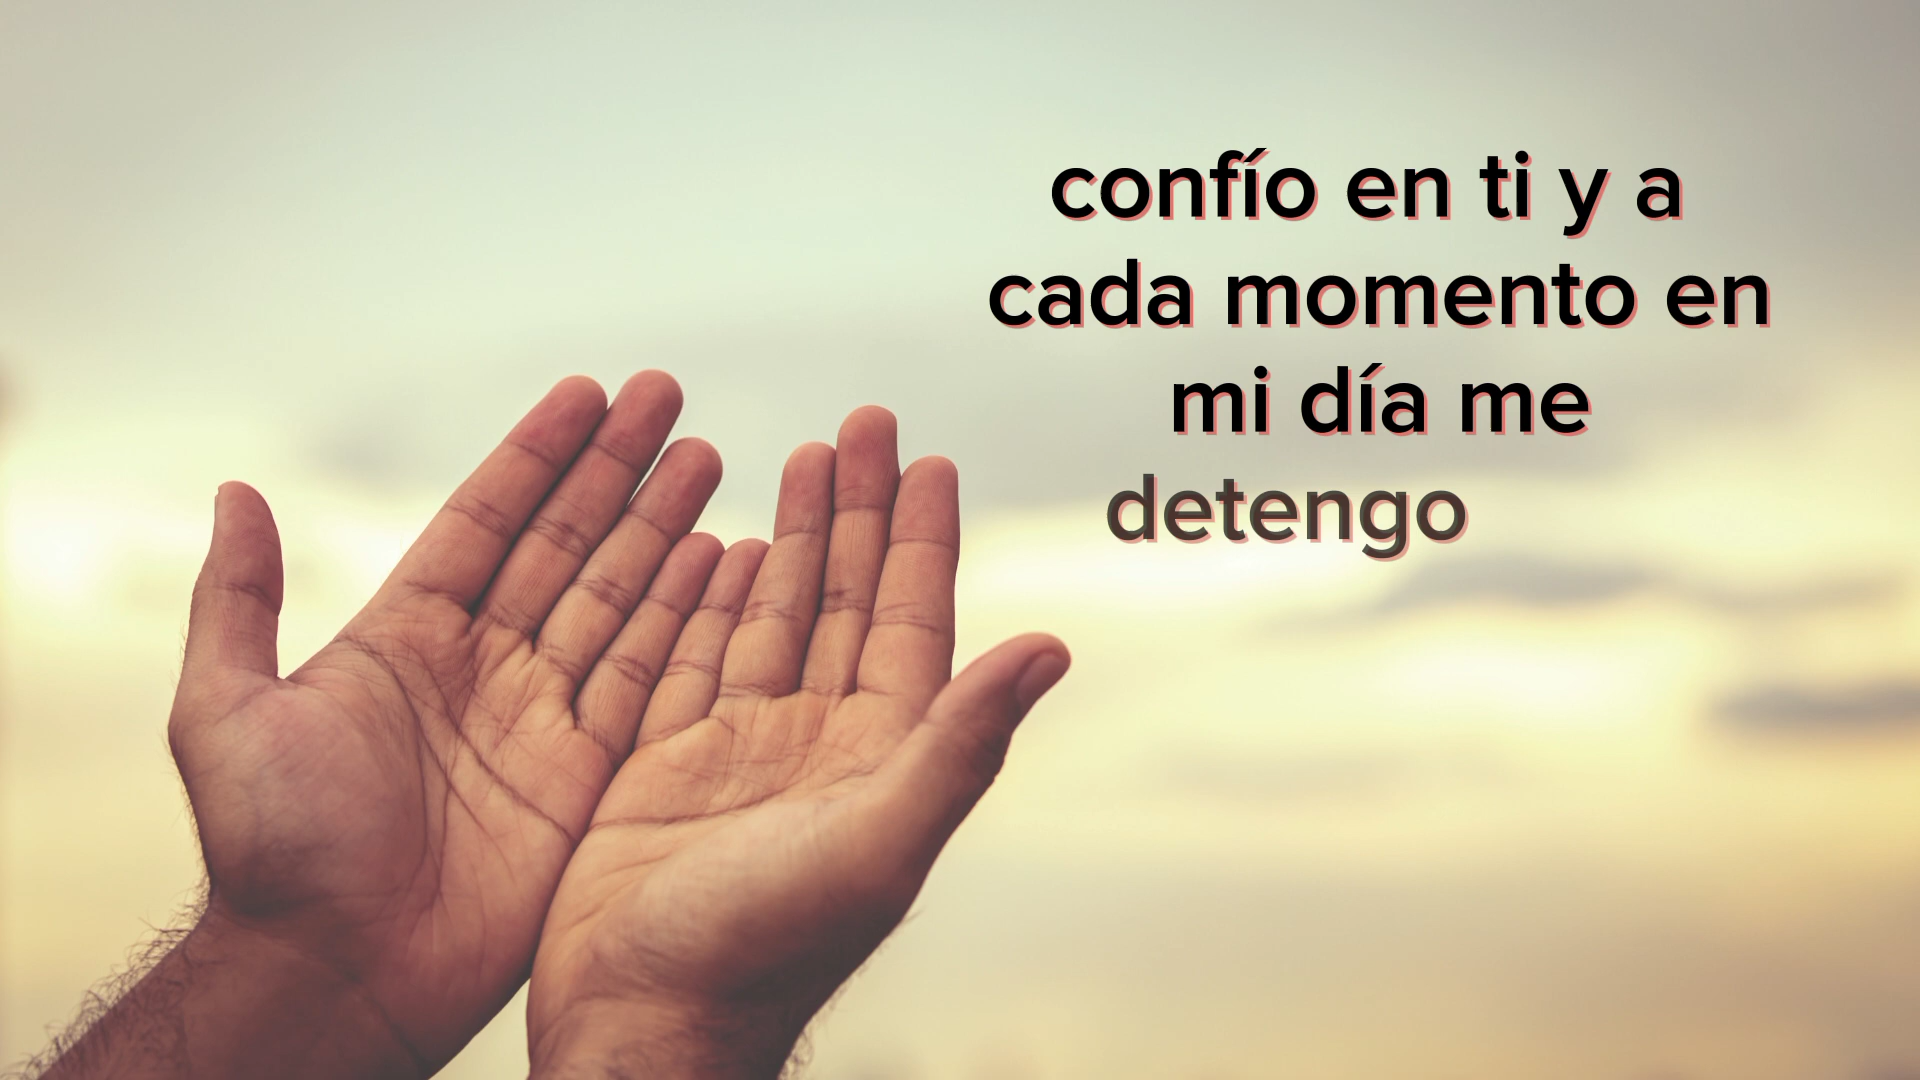 confío en ti y a
cada momento en
mi día me
detengo